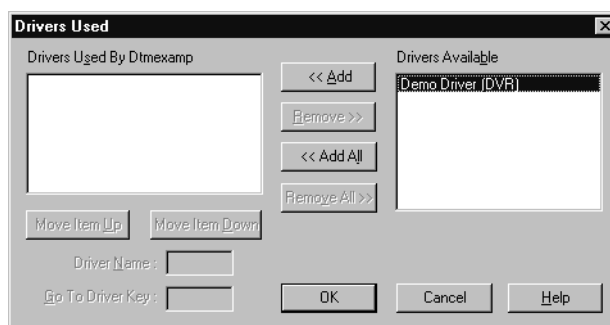 Drivers Used
Drivers Used By Dtmexamp
Drivers Available
<< Add
Demo Driver (DVR)
Remove >>
<< Add All
Remove All >>
Move Item Up
Move Item Down
Driver Name :
Go To Driver Key :
OK
Cancel
Help